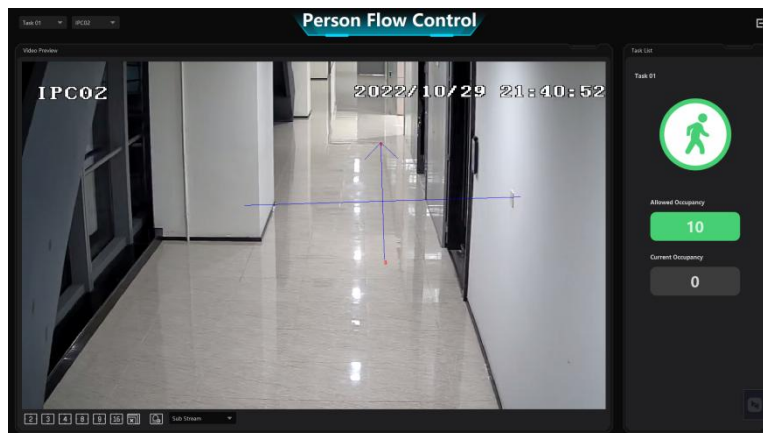 Task 01
IPC02
Person Flow Control
Video Preview
Task List
IPC02
2022/10/29 21:40:52
Task 01
Allowed Occupancy
10
Current Occupancy
0
2 3 4 8 9 16
Sub Stream